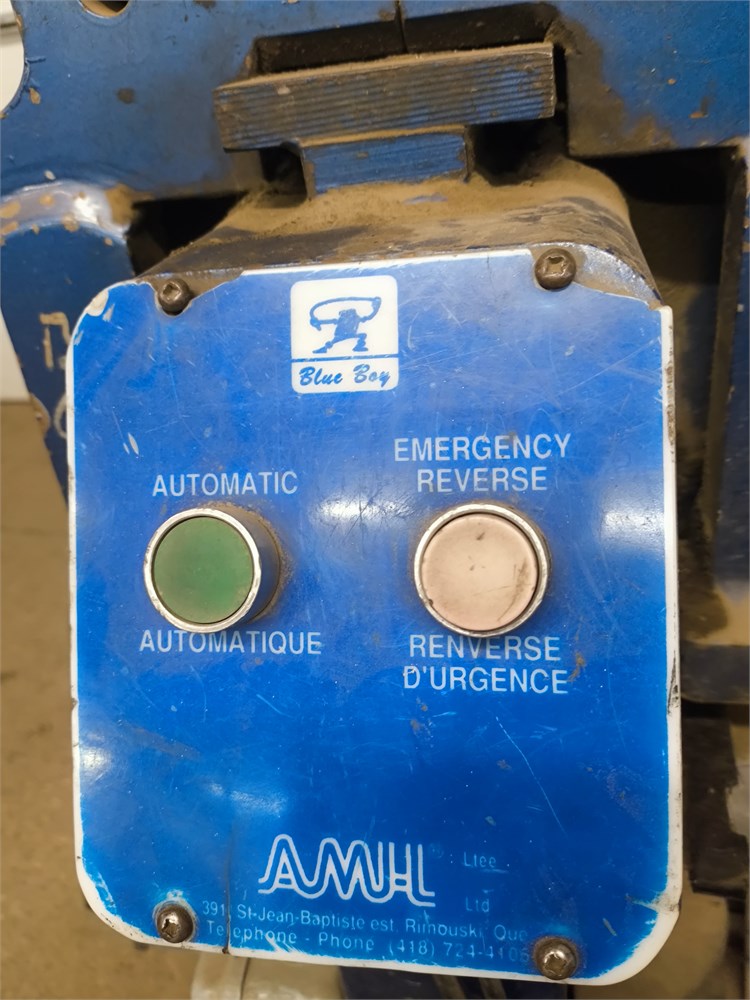 Blue Boy
AUTOMATIC
EMERGENCY
REVERSE
AUTOMATIQUE
RENVERSE
D'URGENCE
AMH
: Ltee
Ltd
391, St-Jean-Baptiste est. Rimouski, Que
Telephone - Phone (418) 724-4105